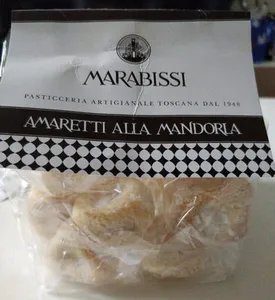 MARABISSI
PASTICCERIA ARTIGIANALE TOSCANA DAL 1948
AMARETTI ALLA MANDORLA